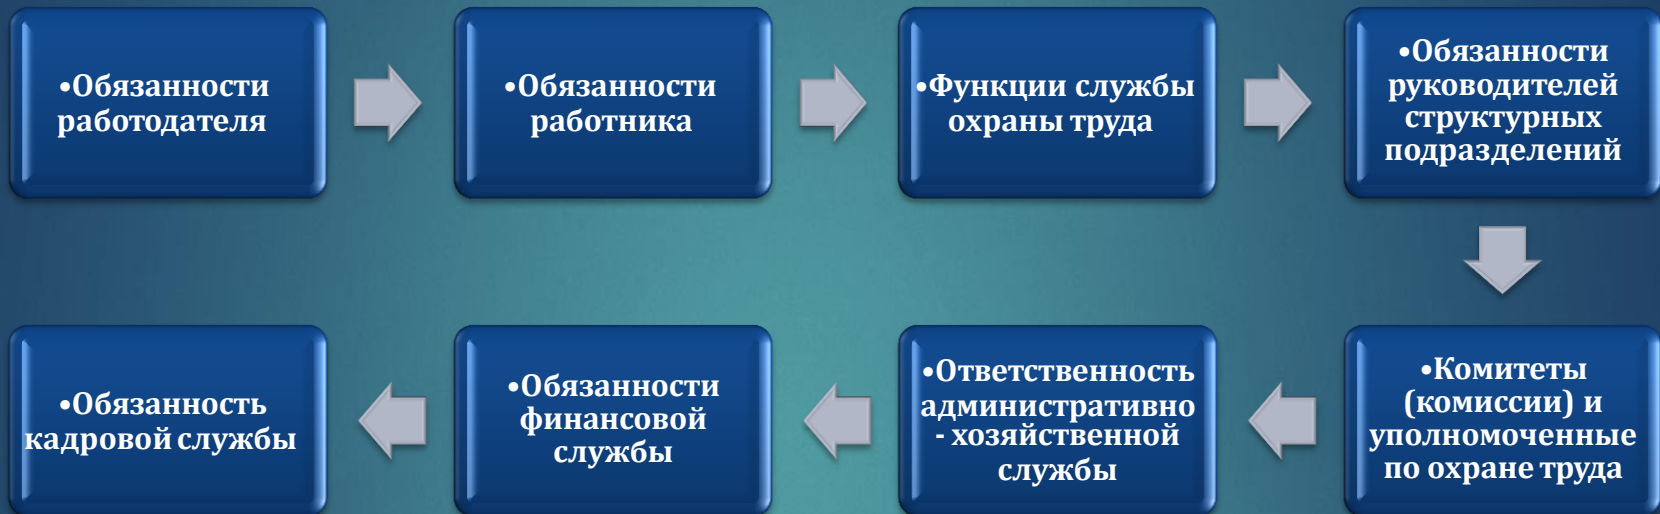 •Обязанности
работодателя
•Обязанности
работника
•Функции службы
охраны труда
•Обязанности
руководителей
структурных
подразделений
•Комитеты
(комиссии) и
уполномоченные
по охране труда
•Ответственность
административно
- хозяйственной
службы
•Обязанности
финансовой
службы
•Обязанность
кадровой службы